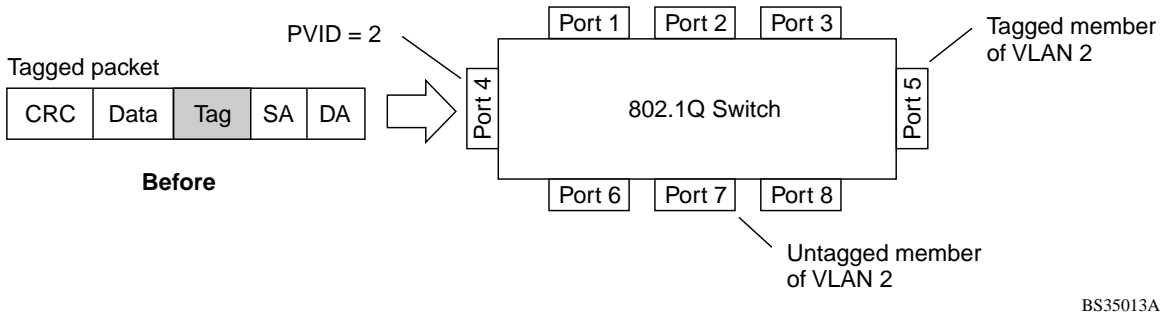 PVID = 2
Port 1
Port 2
Port 3
Tagged member
of VLAN 2
Tagged packet
CRC
Data
Tag
SA
DA
Before
Port 4
802.1Q Switch
Port 5
Port 6
Port 7
Port 8
Untagged member
of VLAN 2
BS35013A